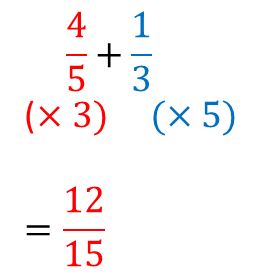 4/5 + 1/3
(× 3) (× 5)
= 12/15